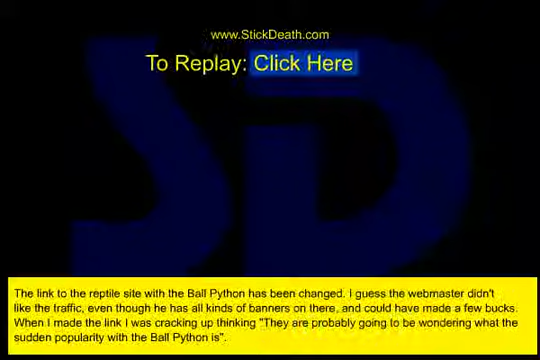 www.StickDeath.com
To Replay: Click Here
SD
The link to the reptile site with the Ball Python has been changed. I guess the webmaster didn't
like the traffic, even though he has all kinds of banners on there, and could have made a few bucks.
When I made the link I was cracking up thinking "They are probably going to be wondering what the
sudden popularity with the Ball Python is".